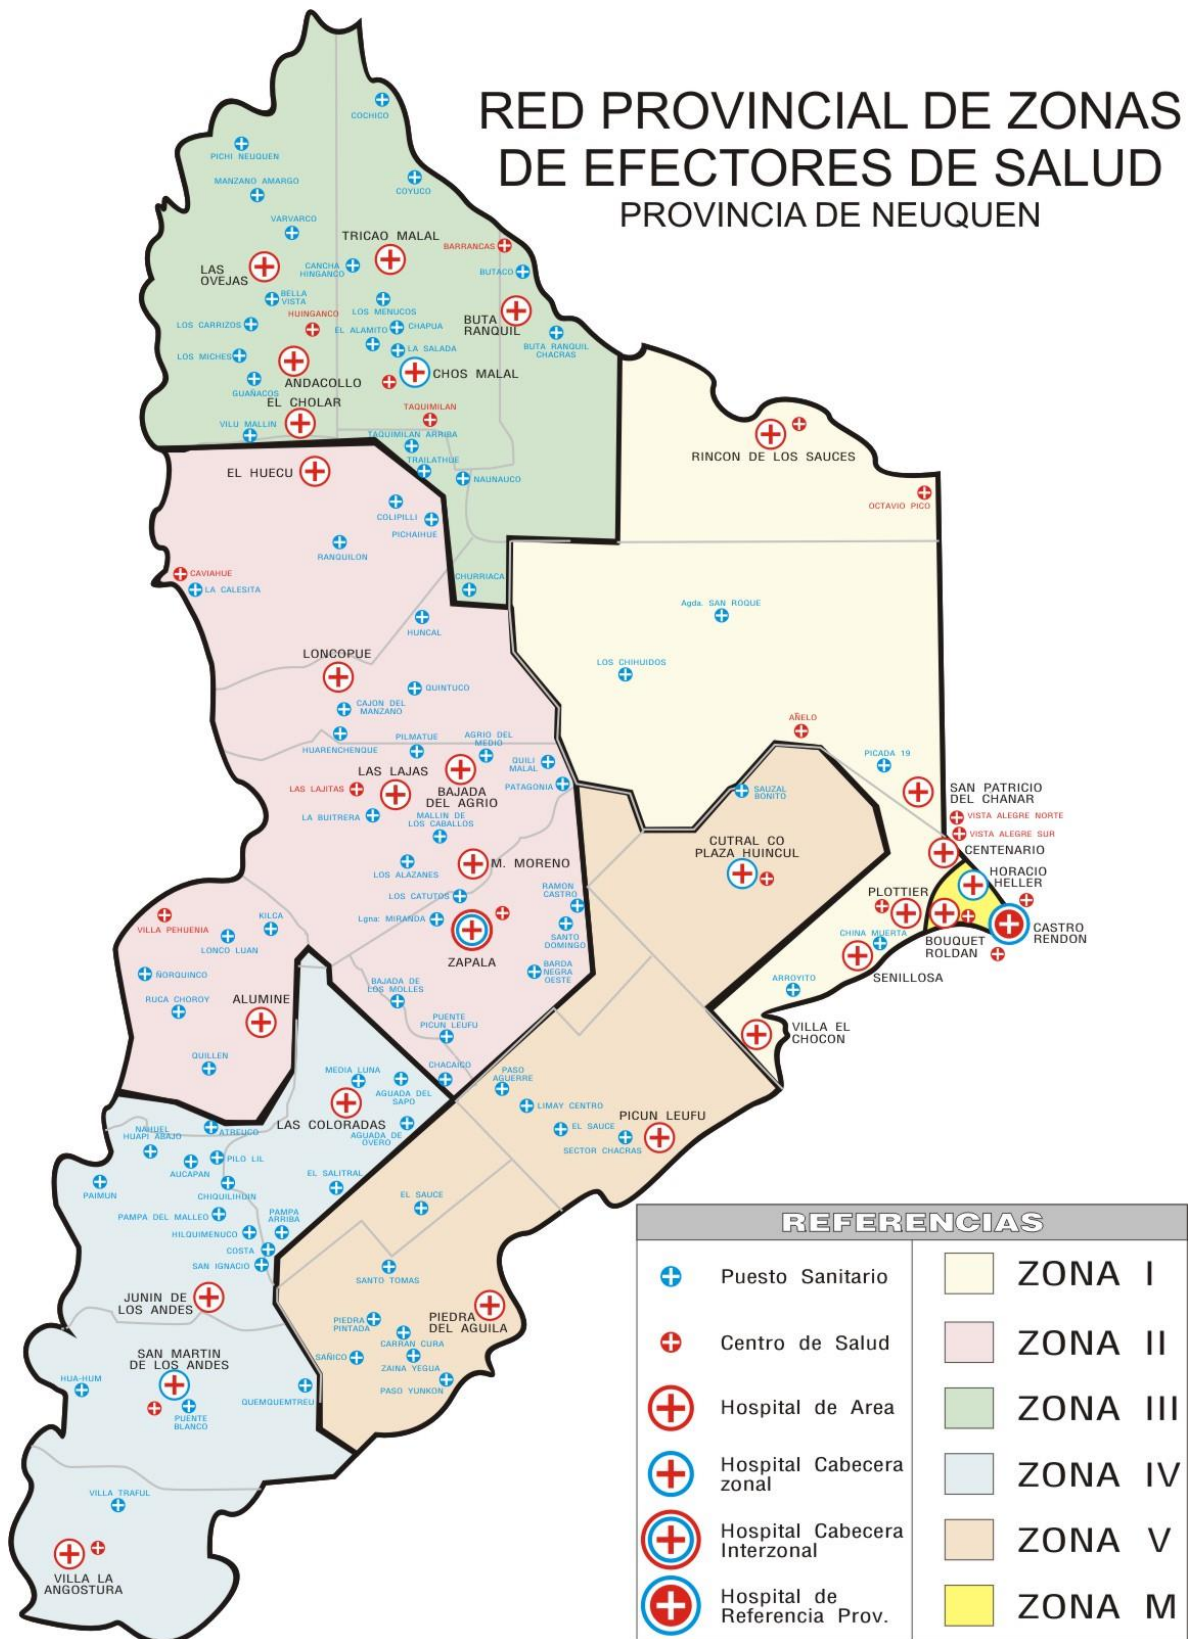 RED PROVINCIAL DE ZONAS
DE EFECTORES DE SALUD
PROVINCIA DE NEUQUEN
COCHICO
PICHI NEUQUEN
MANZANO AMARGO
COYUCO
VARVARCO
TRICAO MALAL
BARRANCAS
LAS
OVEJAS
CANCHA
HINGANCO
BUTACO
BELLA
VISTA
LOS MENUCOS
HUINGANCO
BUTA
RANQUIL
LOS CARRIZOS
EL ALAMITO
CHAPUA
BUTA RANQUIL
CHACRAS
LOS MICHES
LA SALADA
CHOS MALAL
ANDACOLLO
GUAÑACOS
EL CHOLAR
TAQUIMILAN
VILU MALLIN
TAQUIMILAN ARRIBA
TRAILATHUE
NAUNAUCO
RINCON DE LOS SAUCES
OCTAVIO PICO
EL HUECU
COLIPILLI
PICHAIHUE
RANQUILON
CAVIAHUE
LA CALESITA
CHURRIACA
Agda. SAN ROQUE
HUNCAL
LOS CHIHUIDOS
LONCOPUE
QUINTUCO
CAJON DEL
MANZANO
HUARENCHENQUE
PILMATUE
AGRIO DEL
MEDIO
QUILI
MALAL
AÑELO
PICADA 19
LAS LAJAS
BAJADA
DEL AGRIO
PATAGONIA
LAS LAJITAS
SAUZAL
BONITO
SAN PATRICIO
DEL CHANAR
LA BUITRERA
MALLIN DE
LOS CABALLOS
VISTA ALEGRE NORTE
VISTA ALEGRE SUR
CENTENARIO
CUTRAL CO
PLAZA HUINCUL
M. MORENO
LOS ALAZANES
HORACIO
HELLER
LOS CATUTOS
RAMON
CASTRO
PLOTTIER
Lgna: MIRANDA
VILLA PEHUENIA
KILCA
LONCO LUAN
SANTO
DOMINGO
CHINA MUERTA
BOUQUET
ROLDAN
CASTRO
RENDON
ZAPALA
ÑORQUINCO
BARDA
NEGRA
OESTE
SENILLOSA
BAJADA DE
LOS MOLLES
ARROYITO
RUCA CHOROY
ALUMINE
PUENTE
PICUN LEUFU
VILLA EL
CHOCON
QUILLEN
MEDIA LUNA
CHACAICO
PASO
AGUERRE
AGUADA DEL
SAPO
LIMAY CENTRO
PICUN LEUFU
LAS COLORADAS
EL SAUCE
NAHUEL
HUAPI ABAJO
ATREUCO
AGUADA DE
OVERO
SECTOR CHACRAS
AUCAPAN
PILO LIL
PAIMUN
CHIQUILIHUIN
EL SALITRAL
EL SAUCE
PAMPA DEL MALLEO
PAMPA
ARRIBA
HILQUIMENUCO
COSTA
SAN IGNACIO
SANTO TOMAS
JUNIN DE
LOS ANDES
PIEDRA
PINTADA
PIEDRA
DEL AGUILA
CARRAN CURA
SAN MARTIN
DE LOS ANDES
SAÑICO
ZAINA YEGUA
HUA-HUM
PASO YUNKON
PUENTE
BLANCO
QUEMQUEMTREU
VILLA TRAFUL
VILLA LA
ANGOSTURA
REFERENCIAS
Puesto Sanitario
ZONA I
Centro de Salud
ZONA II
Hospital de Area
ZONA III
Hospital Cabecera
zonal
ZONA IV
Hospital Cabecera
Interzonal
ZONA V
Hospital de
Referencia Prov.
ZONA M